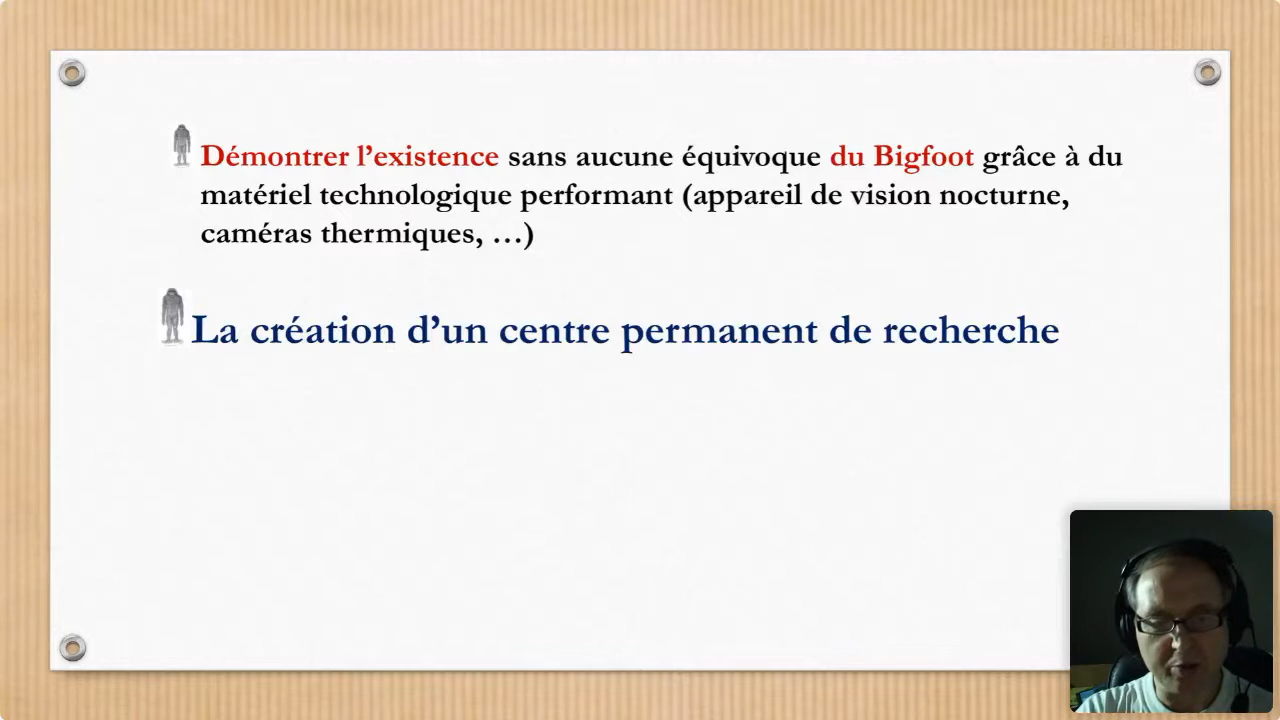 Démontrer l’existence sans aucune équivoque du Bigfoot grâce à du
matériel technologique performant (appareil de vision nocturne,
caméras thermiques, …)
La création d’un centre permanent de recherche